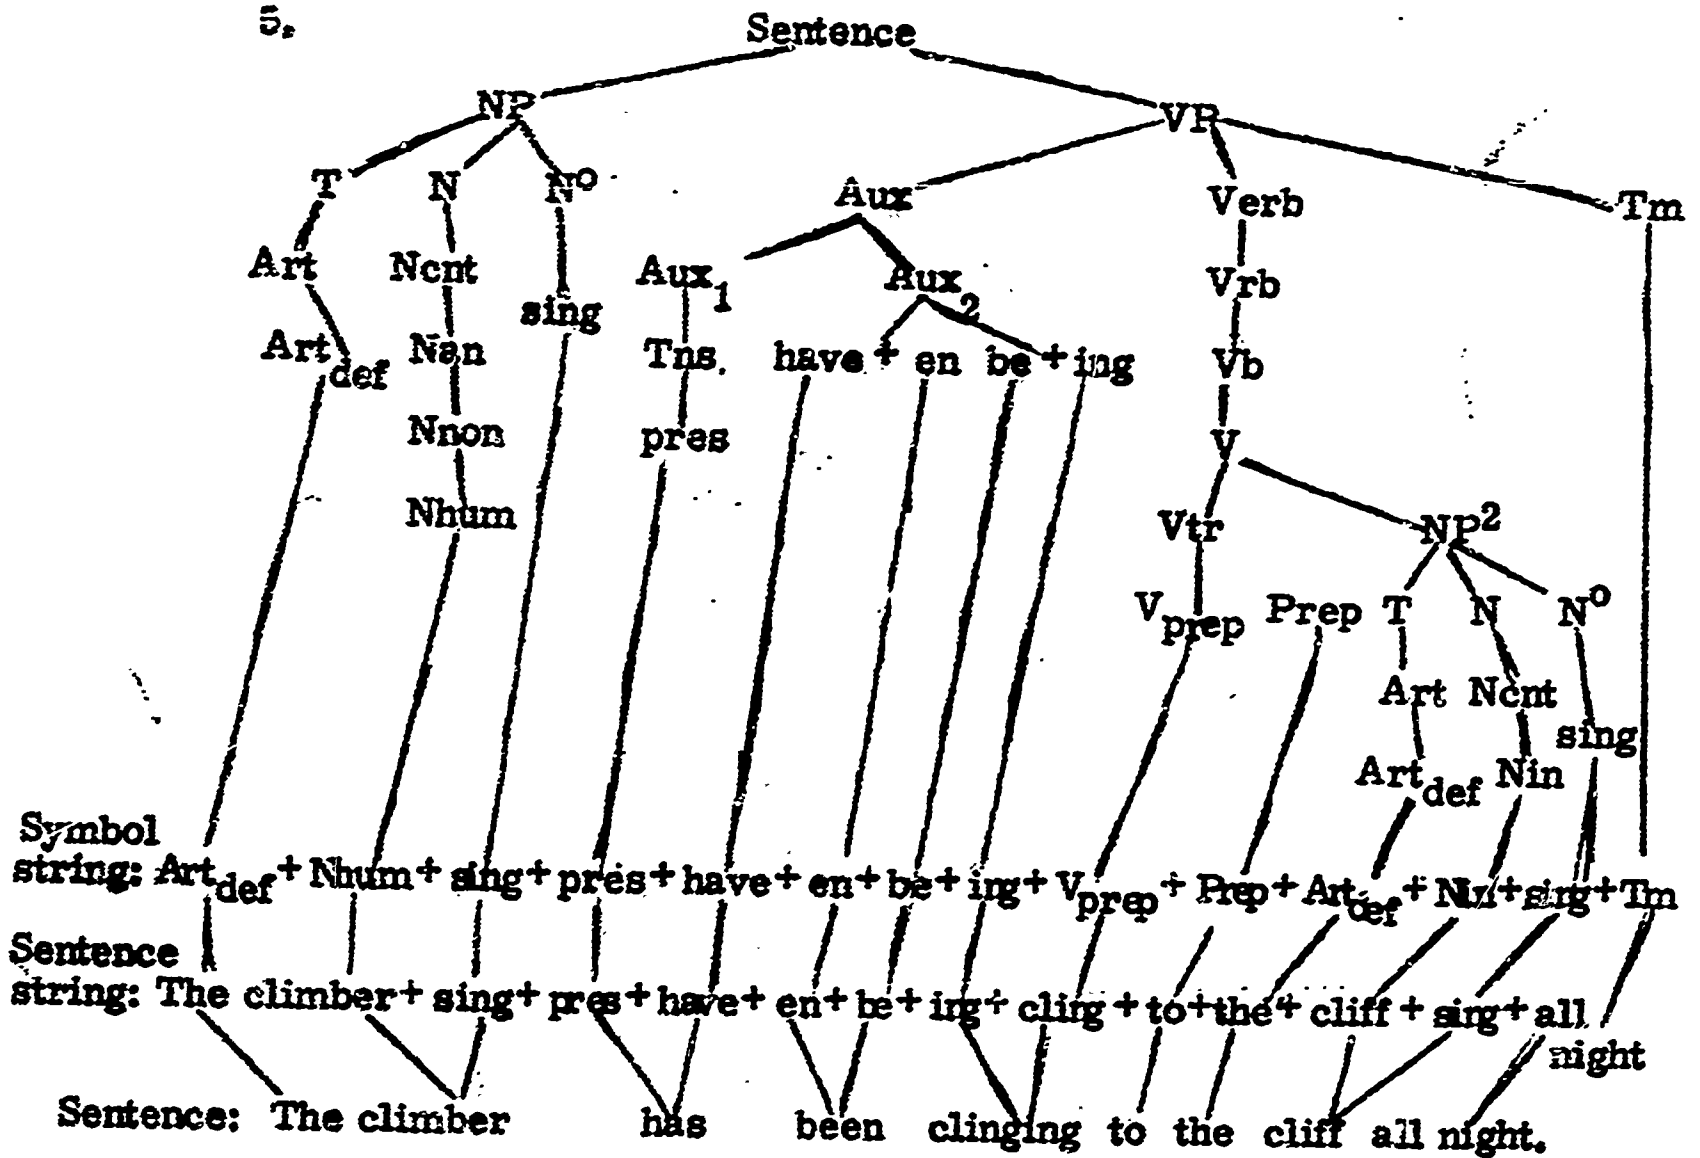 5.
Sentence
NP VP
T N Nº Aux Verb Tm
Art Ncnt sing Aux1 Aux2 Vrb
Artdef Nan Tns. have + en be + ing Vb
Nnon pres V
Nhum Vtr NP2
Vprep Prep T N Nº
Art Ncnt
sing
Artdef Nin
Symbol
string: Artdef + Nhum + sing + pres + have + en + be + ing + Vprep + Prep + Artdef + Nin + sing + Tm
Sentence
string: The climber + sing + pres + have + en + be + ing + cling + to + the + cliff + sing + all
night
Sentence: The climber has been clinging to the cliff all night.